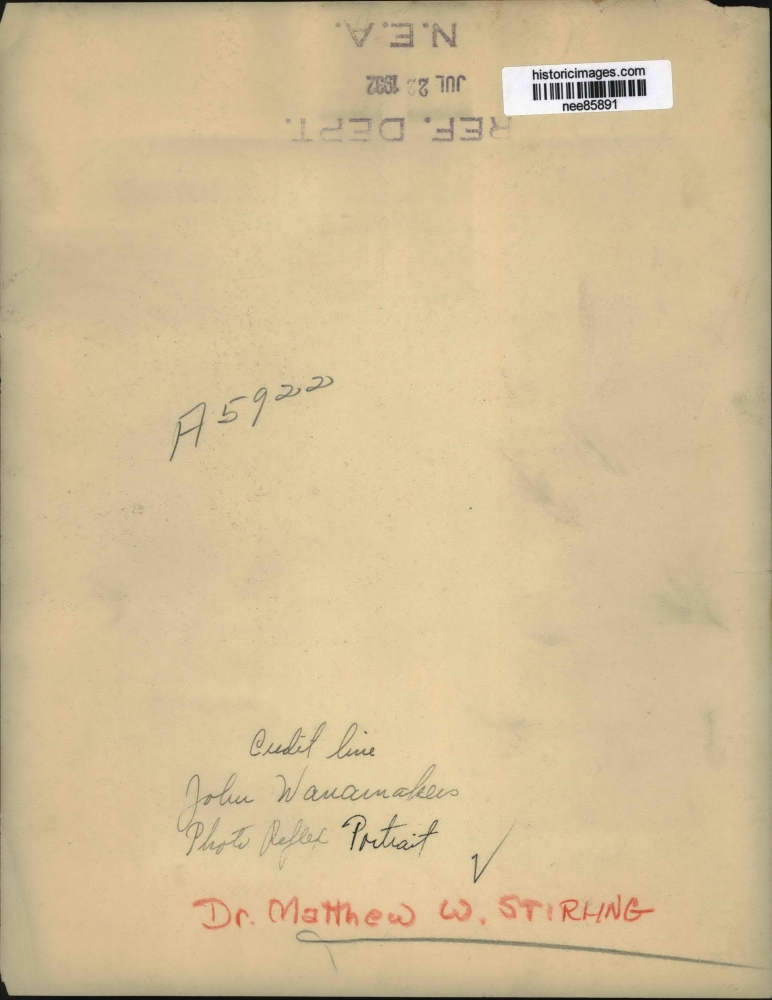 N.E.A.
JUL 22 1932
REF. DEPT.
historicimages.com
nee85891
A5922
Credit line
John Wanamakers
Photo Reflex Portrait
Dr. Matthew W. STIRLING